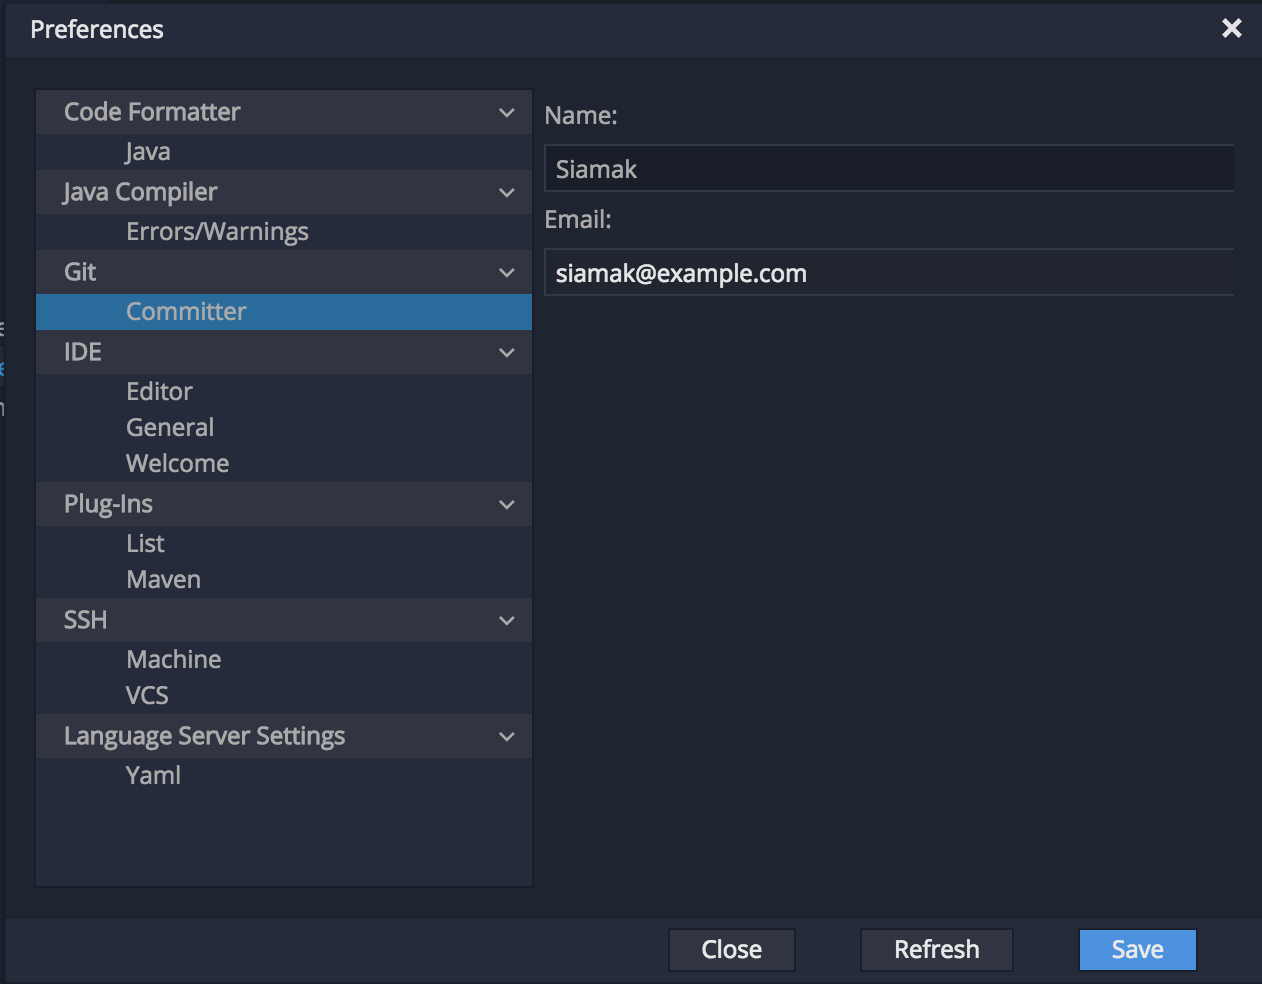 Preferences
Code Formatter
Java
Java Compiler
Errors/Warnings
Git
Committer
IDE
Editor
General
Welcome
Plug-Ins
List
Maven
SSH
Machine
VCS
Language Server Settings
Yaml
Name:
Siamak
Email:
siamak@example.com
Close
Refresh
Save